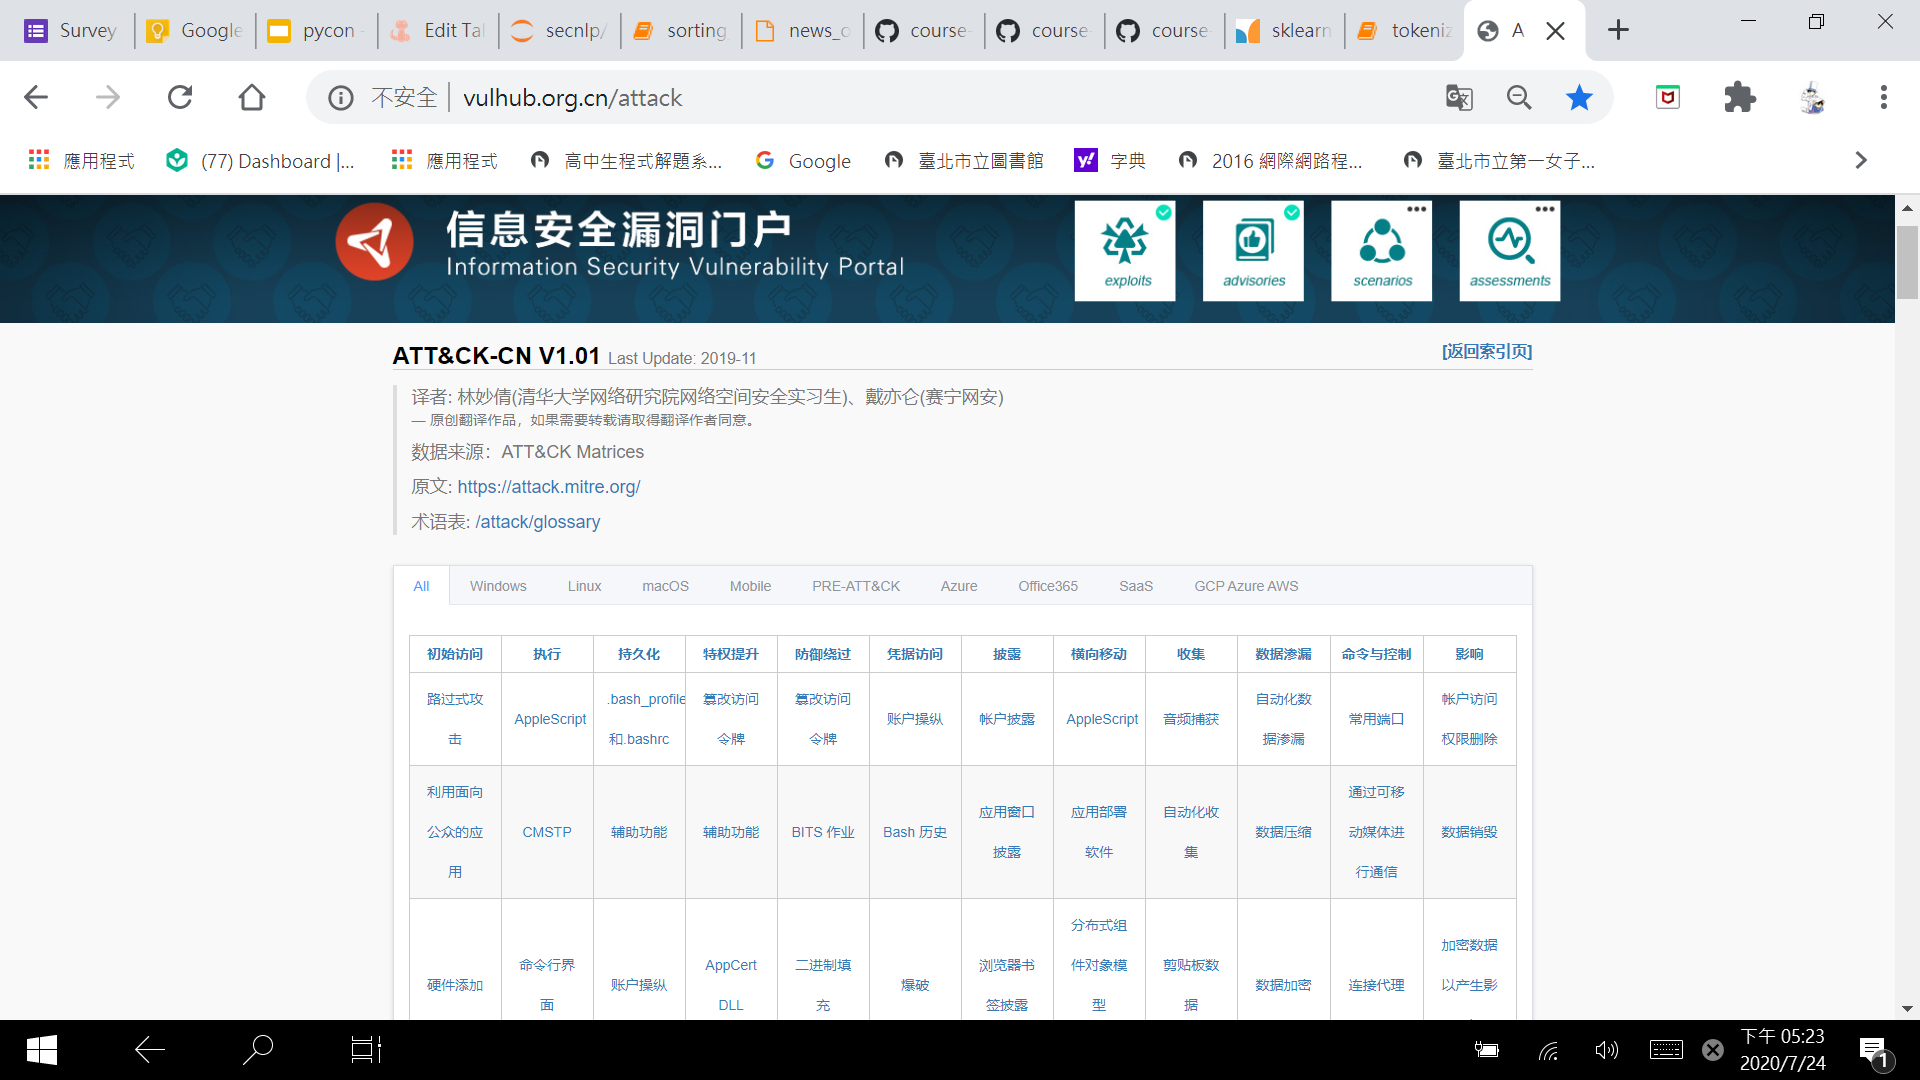 Survey
Google
pycon
Edit Tal
secnlp/
sorting
news_o
course-
course-
course-
sklearn
tokeniz
A
不安全
vulhub.org.cn/attack
應用程式
(77) Dashboard |...
應用程式
高中生程式解題系...
Google
臺北市立圖書館
字典
2016 網際網路程...
臺北市立第一女子...
信息安全漏洞门户
Information Security Vulnerability Portal
exploits
advisories
scenarios
assessments
ATT&CK-CN V1.01 Last Update: 2019-11
[返回索引页]
译者: 林妙倩(清华大学网络研究院网络空间安全实习生)、戴亦仑(赛宁网安)
— 原创翻译作品，如果需要转载请取得翻译作者同意。
数据来源：ATT&CK Matrices
原文: https://attack.mitre.org/
术语表: /attack/glossary
All Windows Linux macOS Mobile PRE-ATT&CK Azure Office365 SaaS GCP Azure AWS
初始访问 执行 持久化 特权提升 防御绕过 凭据访问 披露 横向移动 收集 数据渗漏 命令与控制 影响
路过式攻
击
AppleScript
.bash_profile
和.bashrc
篡改访问
令牌
篡改访问
令牌
账户操纵
帐户披露
AppleScript
音频捕获
自动化数
据渗漏
常用端口
帐户访问
权限删除
利用面向
公众的应
用
CMSTP
辅助功能
辅助功能
BITS 作业
Bash 历史
应用窗口
披露
应用部署
软件
自动化收
集
数据压缩
通过可移
动媒体进
行通信
数据销毁
硬件添加
命令行界
面
账户操纵
AppCert
DLL
二进制填
充
爆破
浏览器书
签披露
分布式组
件对象模
型
剪贴板数
据
数据加密
连接代理
加密数据
以产生影
下午 05:23
2020/7/24
1